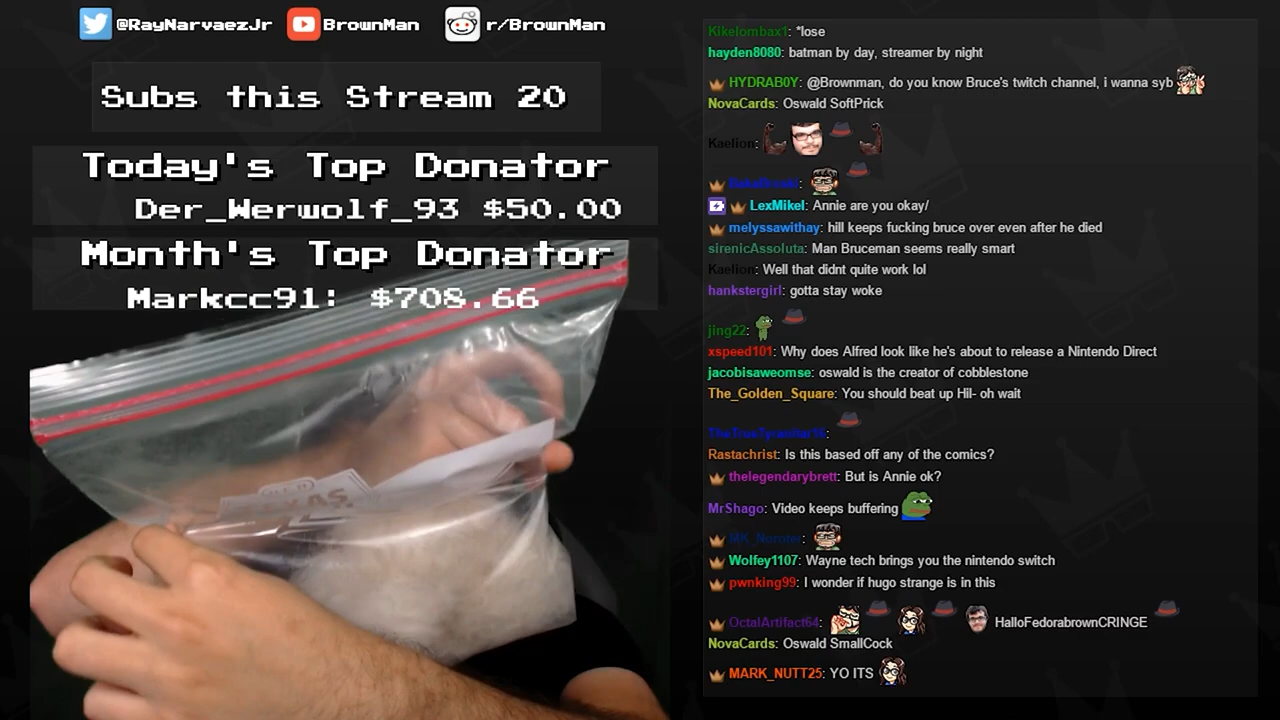 @RayNarvaezJr BrownMan r/BrownMan
Subs this Stream 20
Today's Top Donator
Der_Werwolf_93 $50.00
Month's Top Donator
Markcc91: $708.66
TEXAS
Kikelombax1: *lose
hayden8080: batman by day, streamer by night
HYDRAB0Y: @Brownman, do you know Bruce's twitch channel, i wanna syb
NovaCards: Oswald SoftPrick
Kaelion:
LexMikel: Annie are you okay/
melyssawithay: hill keeps fucking bruce over even after he died
sirenicAssoluta: Man Bruceman seems really smart
Kaelion: Well that didnt quite work lol
hankstergirl: gotta stay woke
jing22:
xspeed101: Why does Alfred look like he's about to release a Nintendo Direct
jacobisaweomse: oswald is the creator of cobblestone
The_Golden_Square: You should beat up Hil- oh wait
Rastachrist: Is this based off any of the comics?
thelegendarybrett: But is Annie ok?
MrShago: Video keeps buffering
Wolfey1107: Wayne tech brings you the nintendo switch
pwnking99: I wonder if hugo strange is in this
OctalArtifact64: HalloFedorabrownCRINGE
NovaCards: Oswald SmallCock
MARK_NUTT25: YO ITS